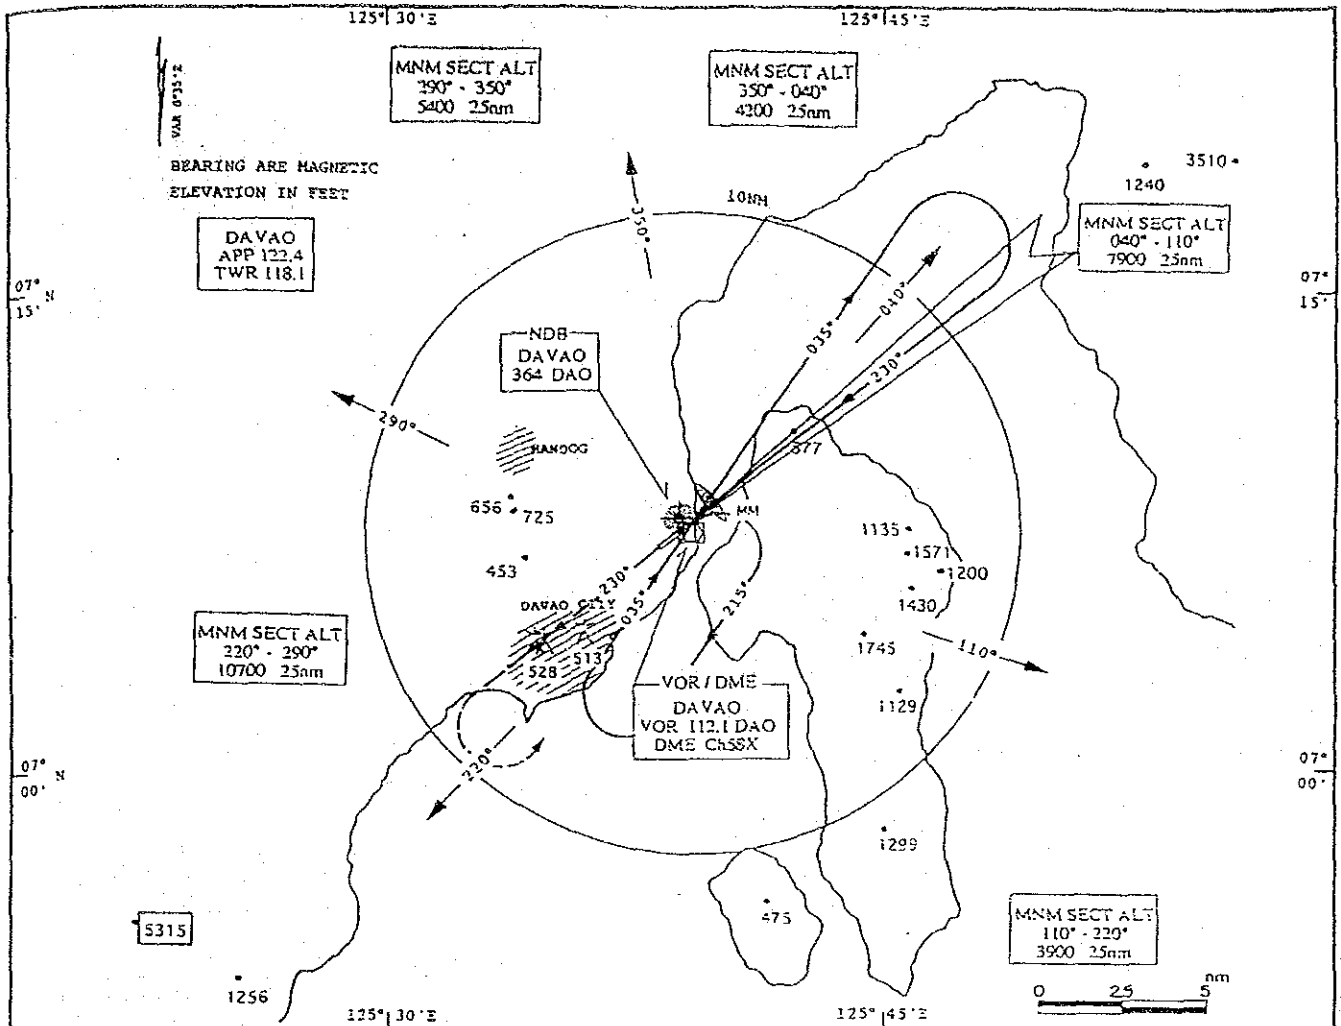 125° 30' E
125° 45' E
VAR 0°35'E
MNM SECT ALT
290° - 350°
5400 25nm
MNM SECT ALT
350° - 040°
4200 25nm
BEARING ARE MAGNETIC
ELEVATION IN FEET
DAVAO
APP 122.4
TWR 118.1
350°
10NM
3510
1240
MNM SECT ALT
040° - 110°
7900 25nm
07° N
15'
07°
15'
040°
035°
230°
NDB
DAVAO
364 DAO
290°
MANDOG
577
656
725
MM
453
1135
1571
1200
1430
230°
035°
215°
DAVAO CITY
MNM SECT ALT
220° - 290°
10700 25nm
528
513
1745
110°
1129
VOR / DME
DAVAO
VOR 112.1 DAO
DME Ch58X
220°
07° N
00'
07°
00'
1299
475
5315
1256
MNM SECT ALT
110° - 220°
3900 25nm
nm
0 2.5 5
125° 30' E
125° 45' E